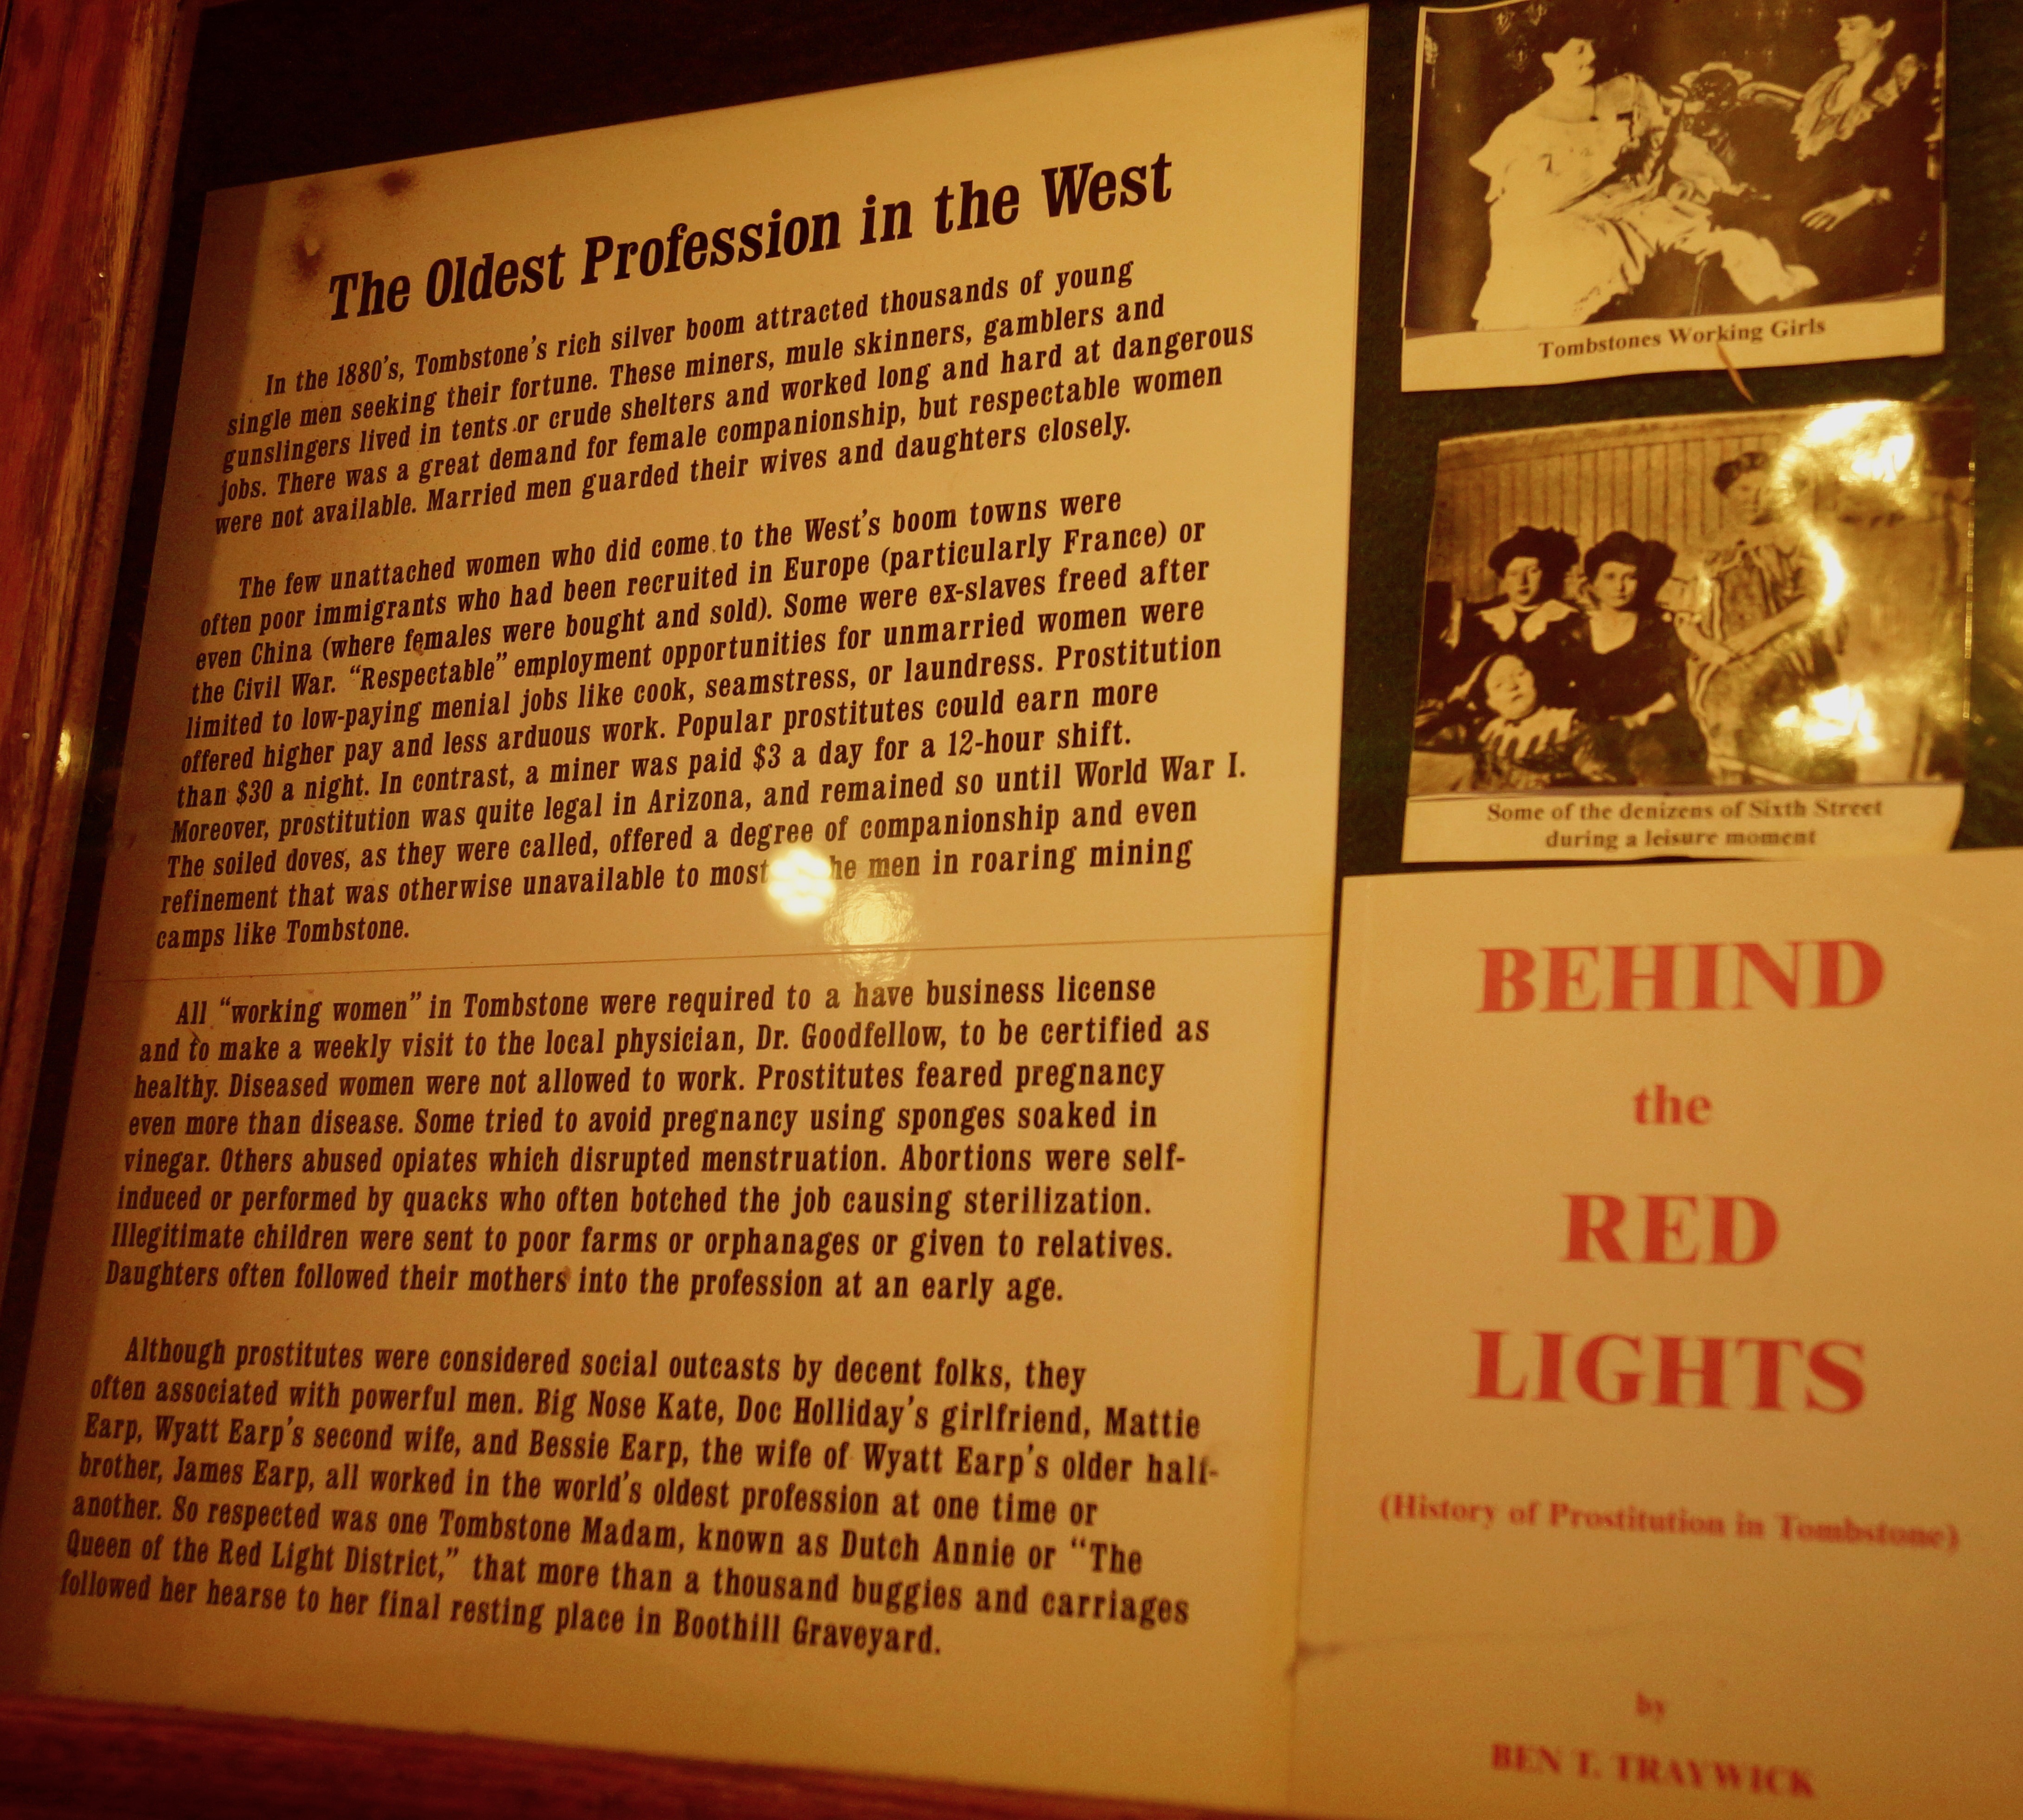 The Oldest Profession in the West
In the 1880's, Tombstone's rich silver boom attracted thousands of young
single men seeking their fortune. These miners, mule skinners, gamblers and
gunslingers lived in tents or crude shelters and worked long and hard at dangerous
jobs. There was a great demand for female companionship, but respectable women
were not available. Married men guarded their wives and daughters closely.
The few unattached women who did come to the West's boom towns were
often poor immigrants who had been recruited in Europe (particularly France) or
even China (where females were bought and sold). Some were ex-slaves freed after
the Civil War. "Respectable" employment opportunities for unmarried women were
limited to low-paying menial jobs like cook, seamstress, or laundress. Prostitution
offered higher pay and less arduous work. Popular prostitutes could earn more
than $30 a night. In contrast, a miner was paid $3 a day for a 12-hour shift.
Moreover, prostitution was quite legal in Arizona, and remained so until World War I.
The soiled doves, as they were called, offered a degree of companionship and even
refinement that was otherwise unavailable to most he men in roaring mining
camps like Tombstone.
All "working women" in Tombstone were required to a have business license
and to make a weekly visit to the local physician, Dr. Goodfellow, to be certified as
healthy. Diseased women were not allowed to work. Prostitutes feared pregnancy
even more than disease. Some tried to avoid pregnancy using sponges soaked in
vinegar. Others abused opiates which disrupted menstruation. Abortions were self-
induced or performed by quacks who often botched the job causing sterilization.
Illegitimate children were sent to poor farms or orphanages or given to relatives.
Daughters often followed their mothers into the profession at an early age.
Although prostitutes were considered social outcasts by decent folks, they
often associated with powerful men. Big Nose Kate, Doc Holliday's girlfriend, Mattie
Earp, Wyatt Earp's second wife, and Bessie Earp, the wife of Wyatt Earp's older half-
brother, James Earp, all worked in the world's oldest profession at one time or
another. So respected was one Tombstone Madam, known as Dutch Annie or "The
Queen of the Red Light District," that more than a thousand buggies and carriages
followed her hearse to her final resting place in Boothill Graveyard.
Tombstones Working Girls
Some of the denizens of Sixth Street
during a leisure moment
BEHIND
the
RED
LIGHTS
(History of Prostitution in Tombstone)
by
BEN T. TRAYWICK